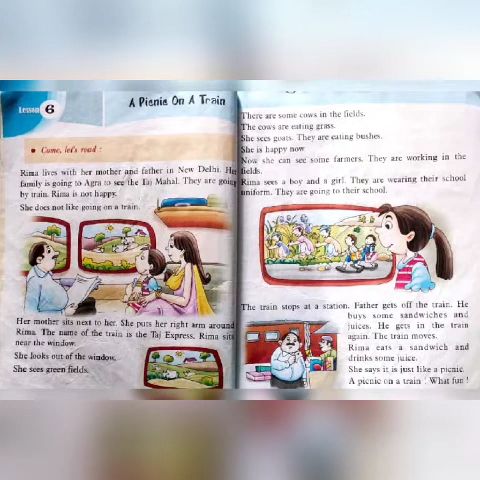 Lesson 6
A Picnic On A Train
• Come, let's read :
Rima lives with her mother and father in New Delhi. Her
family is going to Agra to see the Taj Mahal. They are going
by train. Rima is not happy.
She does not like going on a train.
Her mother sits next to her. She puts her right arm around
Rima. The name of the train is the Taj Express. Rima sits
near the window.
She looks out of the window.
She sees green fields.
There are some cows in the fields.
The cows are eating grass.
She sees goats. They are eating bushes.
She is happy now.
Now she can see some farmers. They are working in the
fields.
Rima sees a boy and a girl. They are wearing their school
uniform. They are going to their school.
The train stops at a station. Father gets off the train. He
buys some sandwiches and
juices. He gets in the train
again. The train moves.
Rima eats a sandwich and
drinks some juice.
She says it is just like a picnic.
A picnic on a train ! What fun !